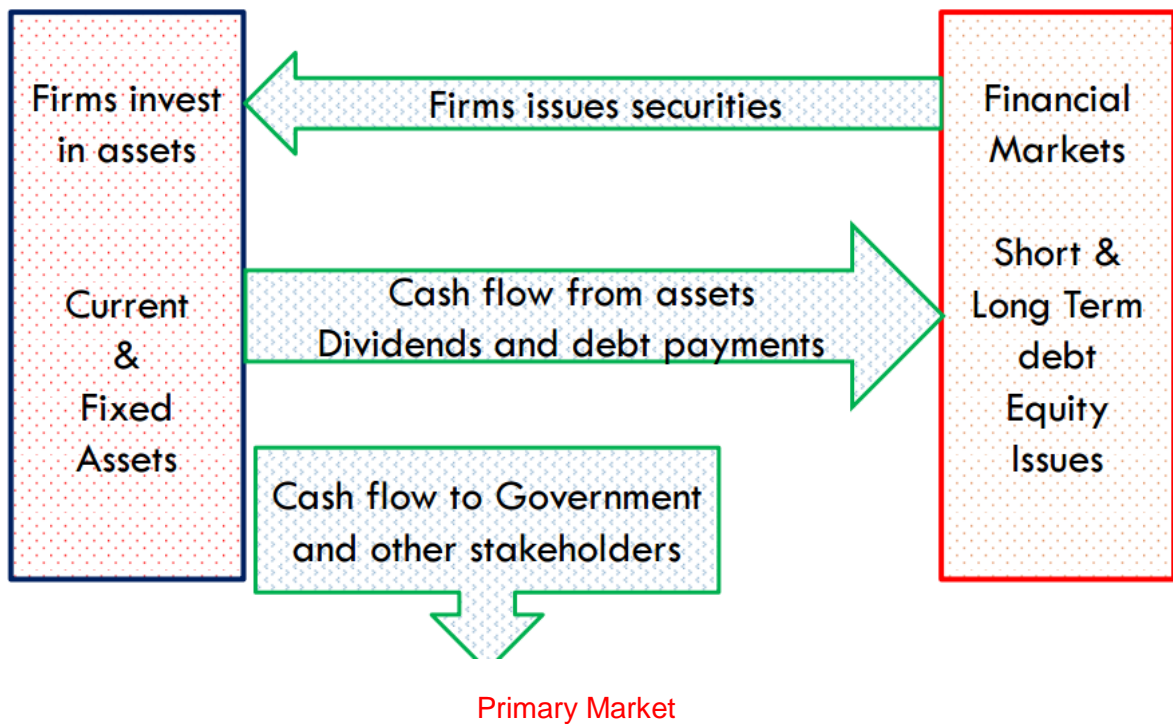 Firms invest
in assets
Current
&
Fixed
Assets
Firms issues securities
Cash flow from assets
Dividends and debt payments
Cash flow to Government
and other stakeholders
Financial
Markets
Short &
Long Term
debt
Equity
Issues
Primary Market